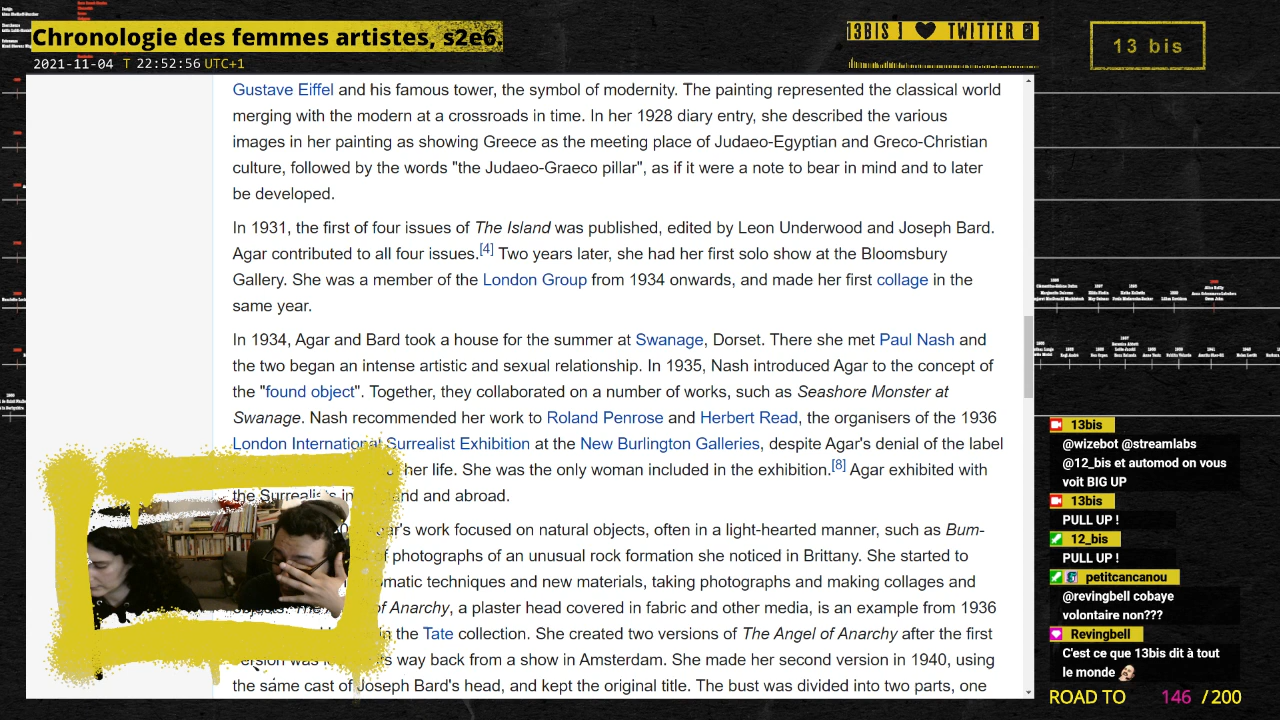 Chronologie des femmes artistes, s2e6
2021-11-04 T 22:52:56 UTC+1
13BIS ] TWITTER
13 bis
Gustave Eiffel and his famous tower, the symbol of modernity. The painting represented the classical world
merging with the modern at a crossroads in time. In her 1928 diary entry, she described the various
images in her painting as showing Greece as the meeting place of Judaeo-Egyptian and Greco-Christian
culture, followed by the words "the Judaeo-Graeco pillar", as if it were a note to bear in mind and to later
be developed.
In 1931, the first of four issues of The Island was published, edited by Leon Underwood and Joseph Bard.
Agar contributed to all four issues.[4] Two years later, she had her first solo show at the Bloomsbury
Gallery. She was a member of the London Group from 1934 onwards, and made her first collage in the
same year.
In 1934, Agar and Bard took a house for the summer at Swanage, Dorset. There she met Paul Nash and
the two began an intense artistic and sexual relationship. In 1935, Nash introduced Agar to the concept of
the "found object". Together, they collaborated on a number of works, such as Seashore Monster at
Swanage. Nash recommended her work to Roland Penrose and Herbert Read, the organisers of the 1936
London International Surrealist Exhibition at the New Burlington Galleries, despite Agar's denial of the label
her life. She was the only woman included in the exhibition.[8] Agar exhibited with
the Surrealists in and and abroad.
work focused on natural objects, often in a light-hearted manner, such as Bum-
of photographs of an unusual rock formation she noticed in Brittany. She started to
techniques and new materials, taking photographs and making collages and
of Anarchy, a plaster head covered in fabric and other media, is an example from 1936
in the Tate collection. She created two versions of The Angel of Anarchy after the first
version was way back from a show in Amsterdam. She made her second version in 1940, using
the same cast of Joseph Bard's head, and kept the original title. The bust was divided into two parts, one
13bis
@wizebot @streamlabs
@12_bis et automod on vous
voit BIG UP
13bis
PULL UP !
12_bis
PULL UP !
petitcancanou
@revingbell cobaye
volontaire non???
Revingbell
C'est ce que 13bis dit à tout
le monde
ROAD TO 146 / 200